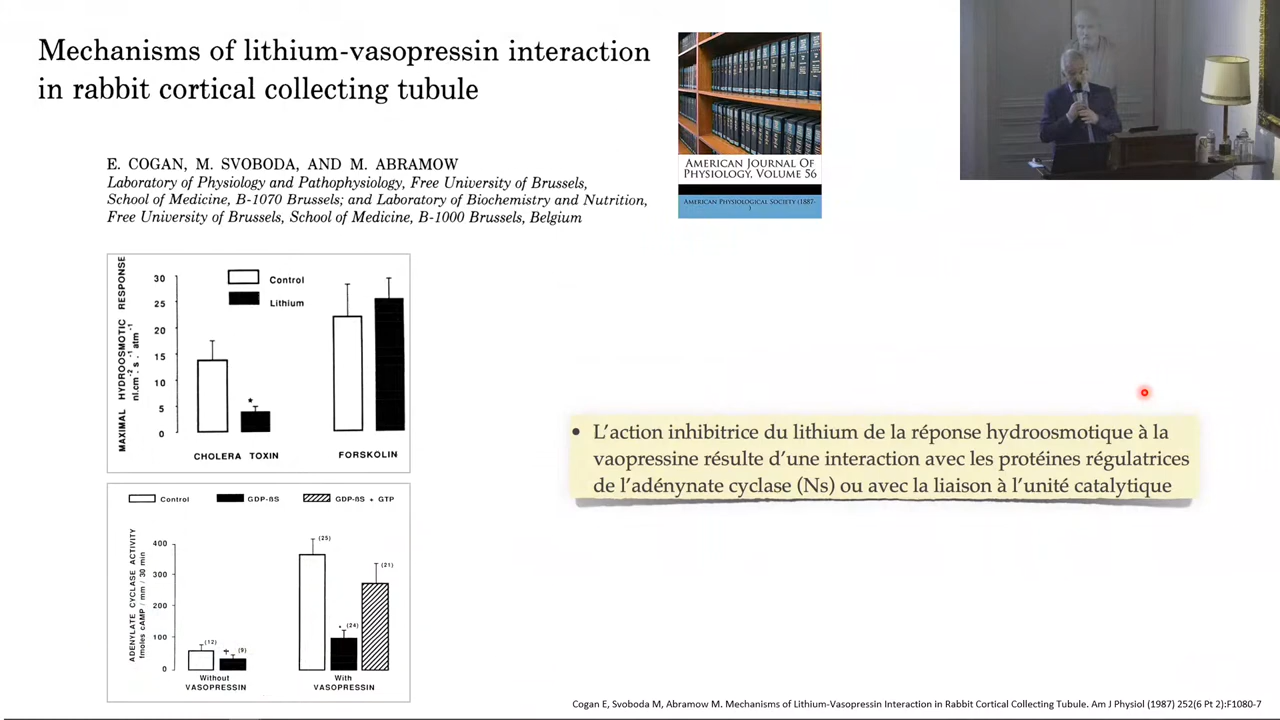 Mechanisms of lithium-vasopressin interaction
in rabbit cortical collecting tubule
E. COGAN, M. SVOBODA, AND M. ABRAMOW
Laboratory of Physiology and Pathophysiology, Free University of Brussels,
School of Medicine, B-1070 Brussels; and Laboratory of Biochemistry and Nutrition,
Free University of Brussels, School of Medicine, B-1000 Brussels, Belgium
AMERICAN JOURNAL OF
PHYSIOLOGY, VOLUME 56
AMERICAN PHYSIOLOGICAL SOCIETY (1887-
)
MAXIMAL HYDROOSMOTIC RESPONSE
nl.cm⁻².s⁻¹.atm⁻¹
30
25
20
15
10
5
0
Control
Lithium
*
CHOLERA TOXIN
FORSKOLIN
• L'action inhibitrice du lithium de la réponse hydroosmotique à la
vaopressine résulte d'une interaction avec les protéines régulatrices
de l'adénynate cyclase (Ns) ou avec la liaison à l'unité catalytique
Control
GDP-ßS
GDP-ßS + GTP
ADENYLATE CYCLASE ACTIVITY
fmoles cAMP / mm / 30 min
400
300
200
100
0
(12)
(9)
(25)
(24)
(21)
Without
VASOPRESSIN
With
VASOPRESSIN
Cogan E, Svoboda M, Abramow M. Mechanisms of Lithium-Vasopressin Interaction in Rabbit Cortical Collecting Tubule. Am J Physiol (1987) 252(6 Pt 2):F1080-7